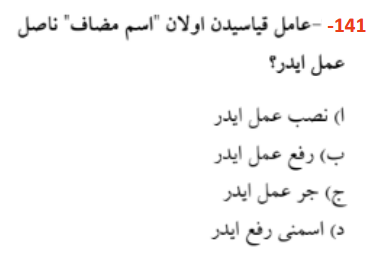 141- –عامل قیاسیدن اولان "اسم مضاف" ناصل
عمل ایدر؟
ا) نصب عمل ایدر
ب) رفع عمل ایدر
ج) جر عمل ایدر
د) اسمنی رفع ایدر